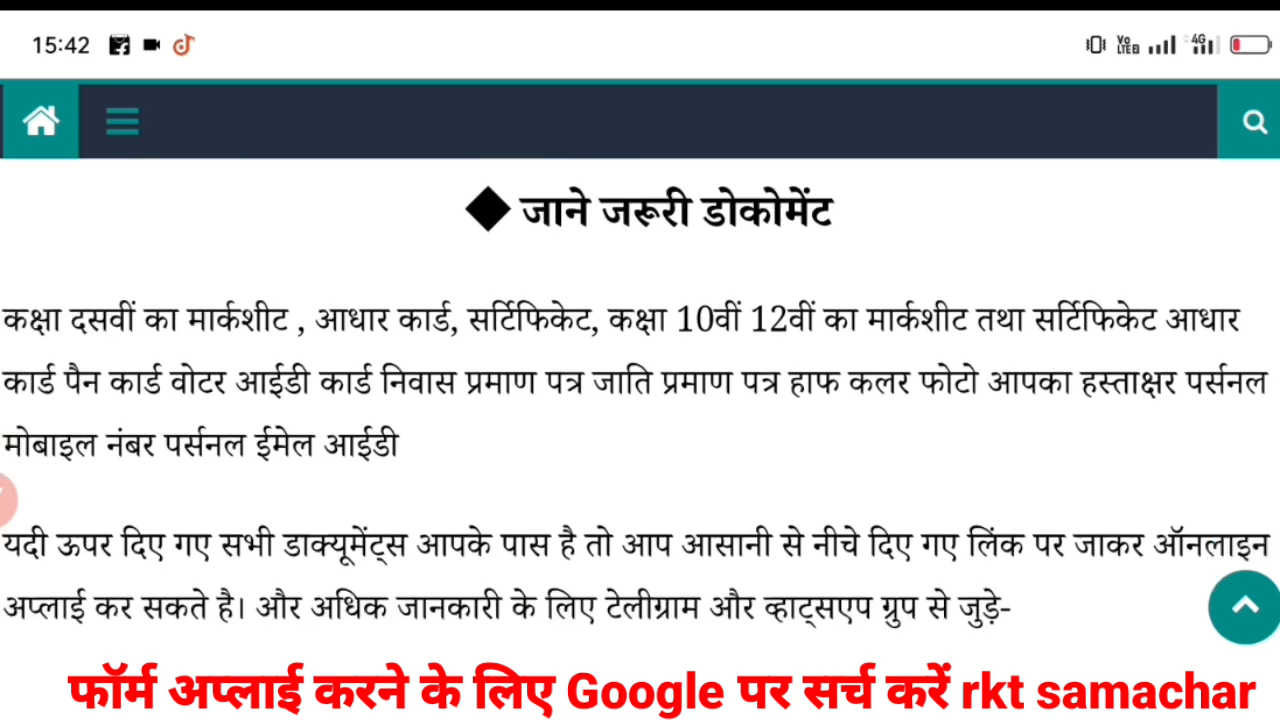 15:42
Vo LTE2 4G
◆ जाने जरूरी डोकोमेंट
कक्षा दसवीं का मार्कशीट , आधार कार्ड, सर्टिफिकेट, कक्षा 10वीं 12वीं का मार्कशीट तथा सर्टिफिकेट आधार
कार्ड पैन कार्ड वोटर आईडी कार्ड निवास प्रमाण पत्र जाति प्रमाण पत्र हाफ कलर फोटो आपका हस्ताक्षर पर्सनल
मोबाइल नंबर पर्सनल ईमेल आईडी
यदी ऊपर दिए गए सभी डाक्यूमेंट्स आपके पास है तो आप आसानी से नीचे दिए गए लिंक पर जाकर ऑनलाइन
अप्लाई कर सकते है। और अधिक जानकारी के लिए टेलीग्राम और व्हाट्सएप ग्रुप से जुड़े-
फॉर्म अप्लाई करने के लिए Google पर सर्च करें rkt samachar